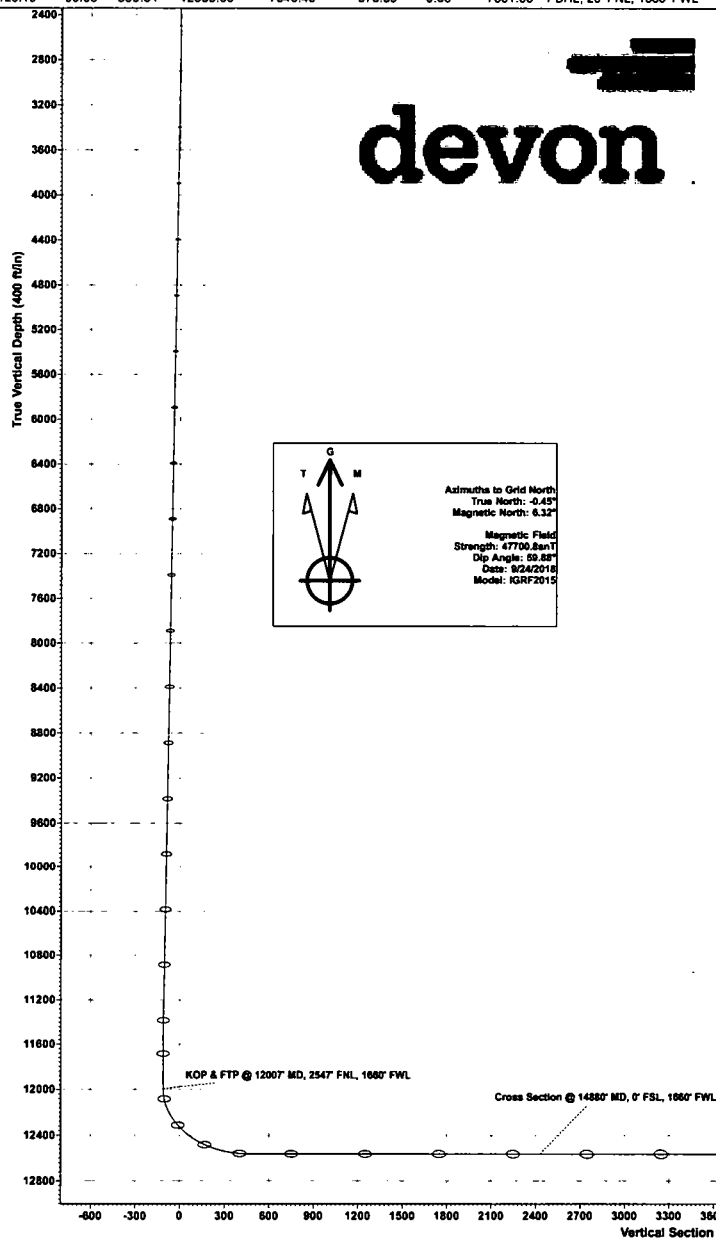 2400
2800
3200
3600
4000
4400
4800
5200
5600
6000
6400
6800
7200
7600
8000
8400
8800
9200
9600
10000
10400
10800
11200
11600
12000
12400
12800
True Vertical Depth (400 ft/in)
devon
G
T M
Azimuths to Grid North
True North: -0.45°
Magnetic North: 6.32°
Magnetic Field
Strength: 47700.8snT
Dip Angle: 59.88°
Date: 9/24/2018
Model: IGRF2015
KOP & FTP @ 12007' MD, 2547' FNL, 1660' FWL
Cross Section @ 14880' MD, 0' FSL, 1660' FWL
-600 -300 0 300 600 900 1200 1500 1800 2100 2400 2700 3000 3300
Vertical Section